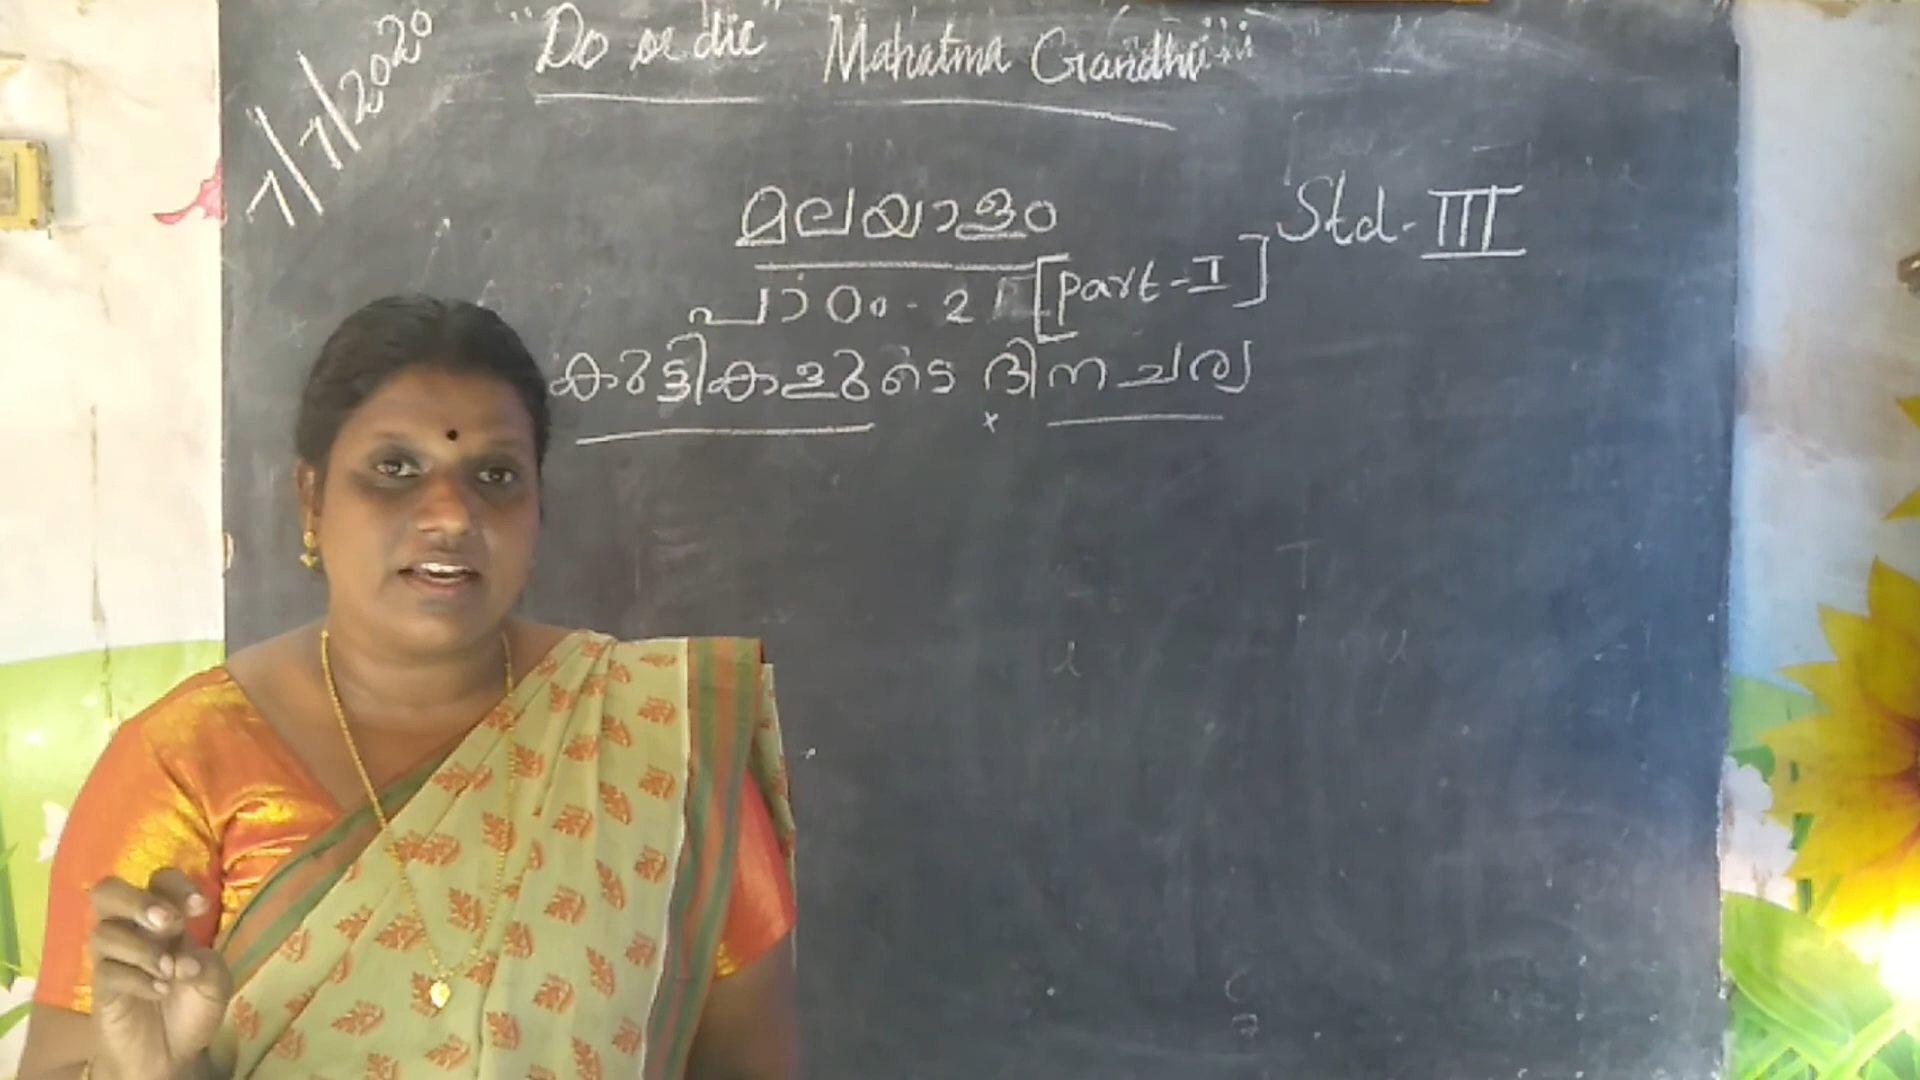 7/7/2020
"Do or die" Mahatma Gandhiji
മലയാളം
Std-III
പാഠം-2 [Part-I]
കുട്ടികളുടെ ദിനചര്യ